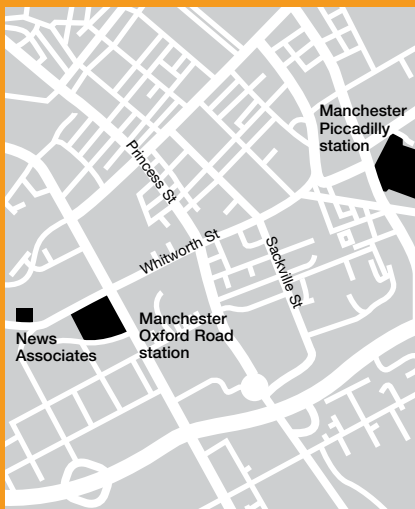 Manchester
Piccadilly
station
Princess St
Whitworth St
Sackville St
Manchester
Oxford Road
station
News
Associates